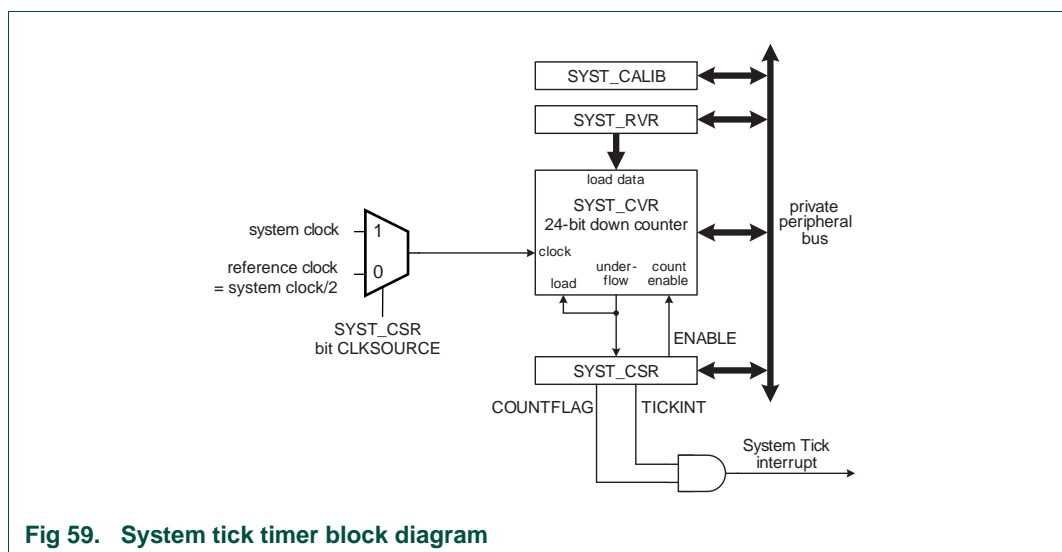 SYST_CALIB
SYST_RVR
load data
SYST_CVR
24-bit down counter
private
peripheral
bus
system clock
1
clock
reference clock
= system clock/2
0
under-
flow
count
enable
load
SYST_CSR
bit CLKSOURCE
ENABLE
SYST_CSR
COUNTFLAG
TICKINT
System Tick
interrupt
Fig 59. System tick timer block diagram